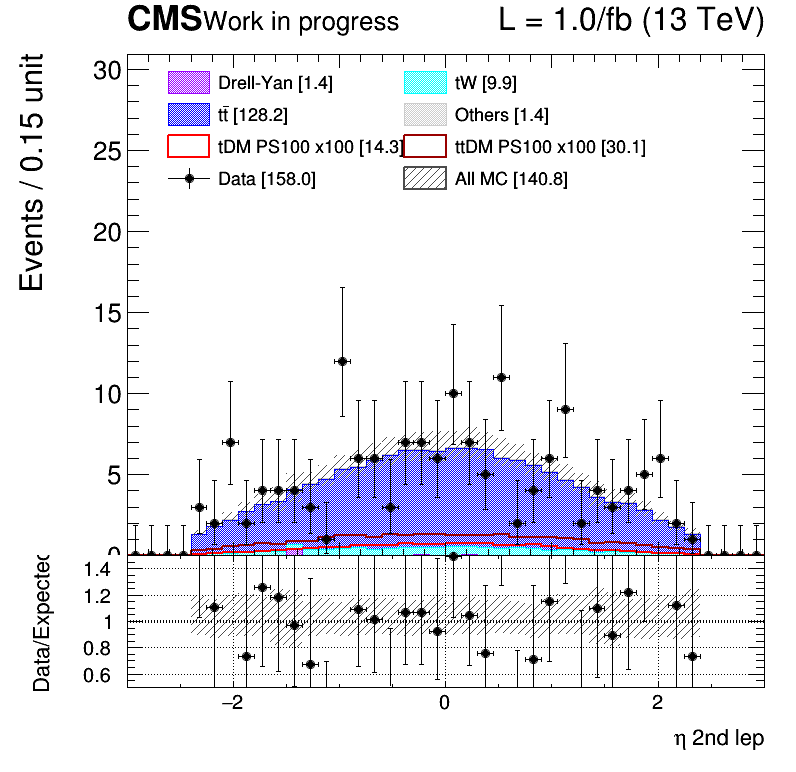 CMS Work in progress L = 1.0/fb (13 TeV)
Events / 0.15 unit
30
25
20
15
10
5
0
Drell-Yan [1.4] tW [9.9]
tt̄ [128.2] Others [1.4]
tDM PS100 x100 [14.3] ttDM PS100 x100 [30.1]
Data [158.0] All MC [140.8]
Data/Expected
1.4
1.2
1
0.8
0.6
−2 0 2
η 2nd lep